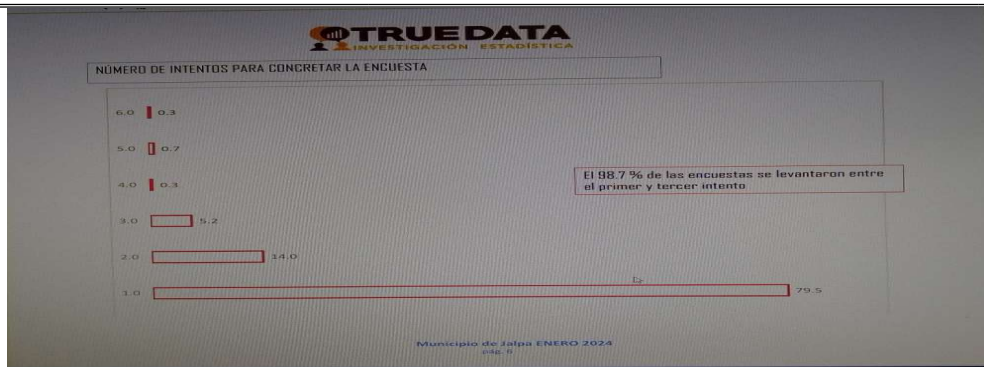 TRUEDATA
INVESTIGACIÓN ESTADÍSTICA
NÚMERO DE INTENTOS PARA CONCRETAR LA ENCUESTA
6.0 0.3
5.0 0.7
4.0 0.3
El 98.7 % de las encuestas se levantaron entre
el primer y tercer intento
3.0 5.2
2.0 14.0
1.0 79.5
Municipio de Jalpa ENERO 2024
pág. 6